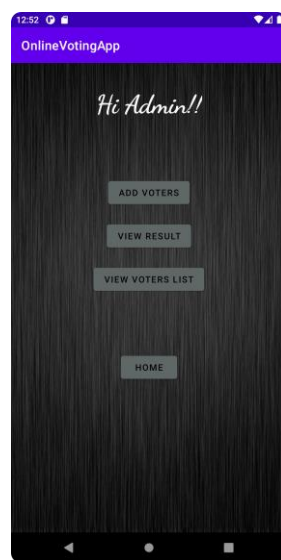 12:52
OnlineVotingApp
Hi Admin!!
ADD VOTERS
VIEW RESULT
VIEW VOTERS LIST
HOME